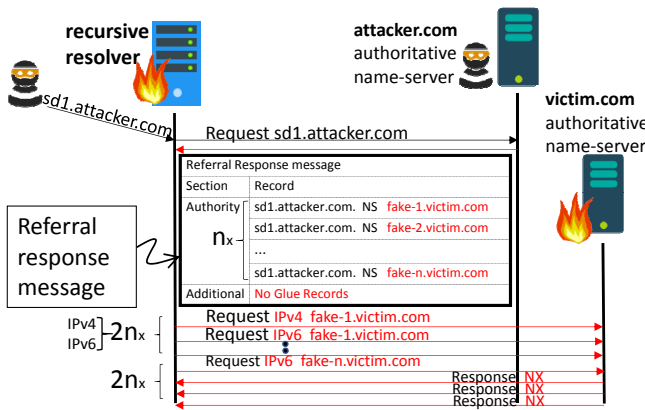 recursive
resolver
attacker.com
authoritative
name-server
victim.com
authoritative
name-server
sd1.attacker.com
Request sd1.attacker.com
Referral Response message
Section Record
Authority sd1.attacker.com. NS fake-1.victim.com
sd1.attacker.com. NS fake-2.victim.com
nx
...
sd1.attacker.com. NS fake-n.victim.com
Additional No Glue Records
Referral
response
message
Request IPv4 fake-1.victim.com
IPv4
IPv6
2nx
Request IPv6 fake-1.victim.com
Request IPv6 fake-n.victim.com
2nx
Response NX
Response NX
Response NX